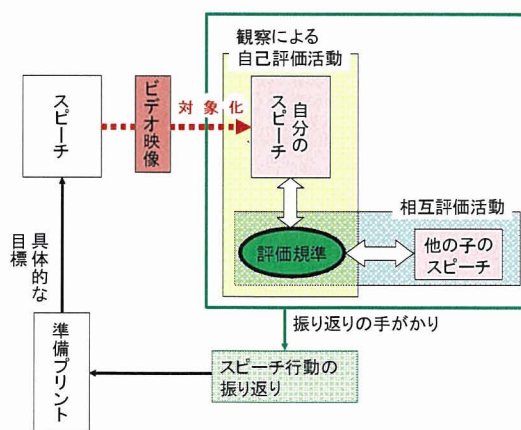 観察による
自己評価活動
スピーチ
ビデオ映像
対象化
自分の
スピーチ
相互評価活動
評価規準
他の子の
スピーチ
具体的な
目標
振り返りの手がかり
準備プリント
スピーチ行動の
振り返り